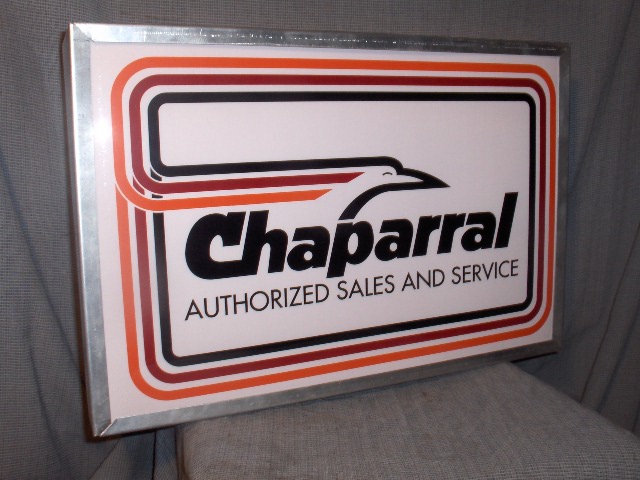 Chaparral
AUTHORIZED SALES AND SERVICE